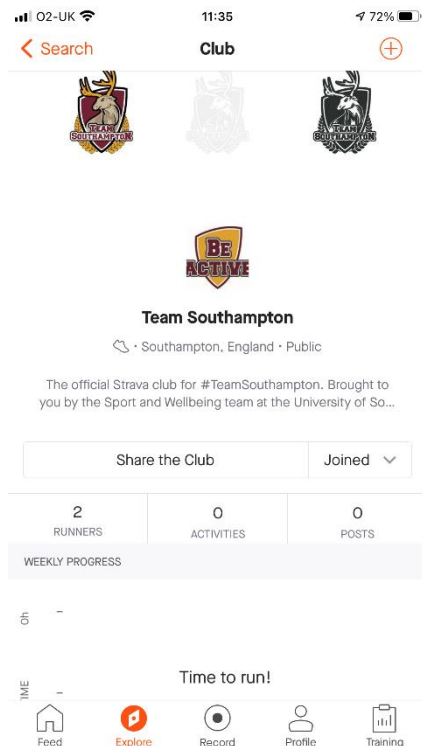 O2-UK 11:35 72%
Search Club
TEAM SOUTHAMPTON TEAM SOUTHAMPTON TEAM SOUTHAMPTON
BE
ACTIVE
Team Southampton
· Southampton, England · Public
The official Strava club for #TeamSouthampton. Brought to
you by the Sport and Wellbeing team at the University of So...
Share the Club Joined
2 0 0
RUNNERS ACTIVITIES POSTS
WEEKLY PROGRESS
0h
Time to run!
Feed Explore Record Profile Training